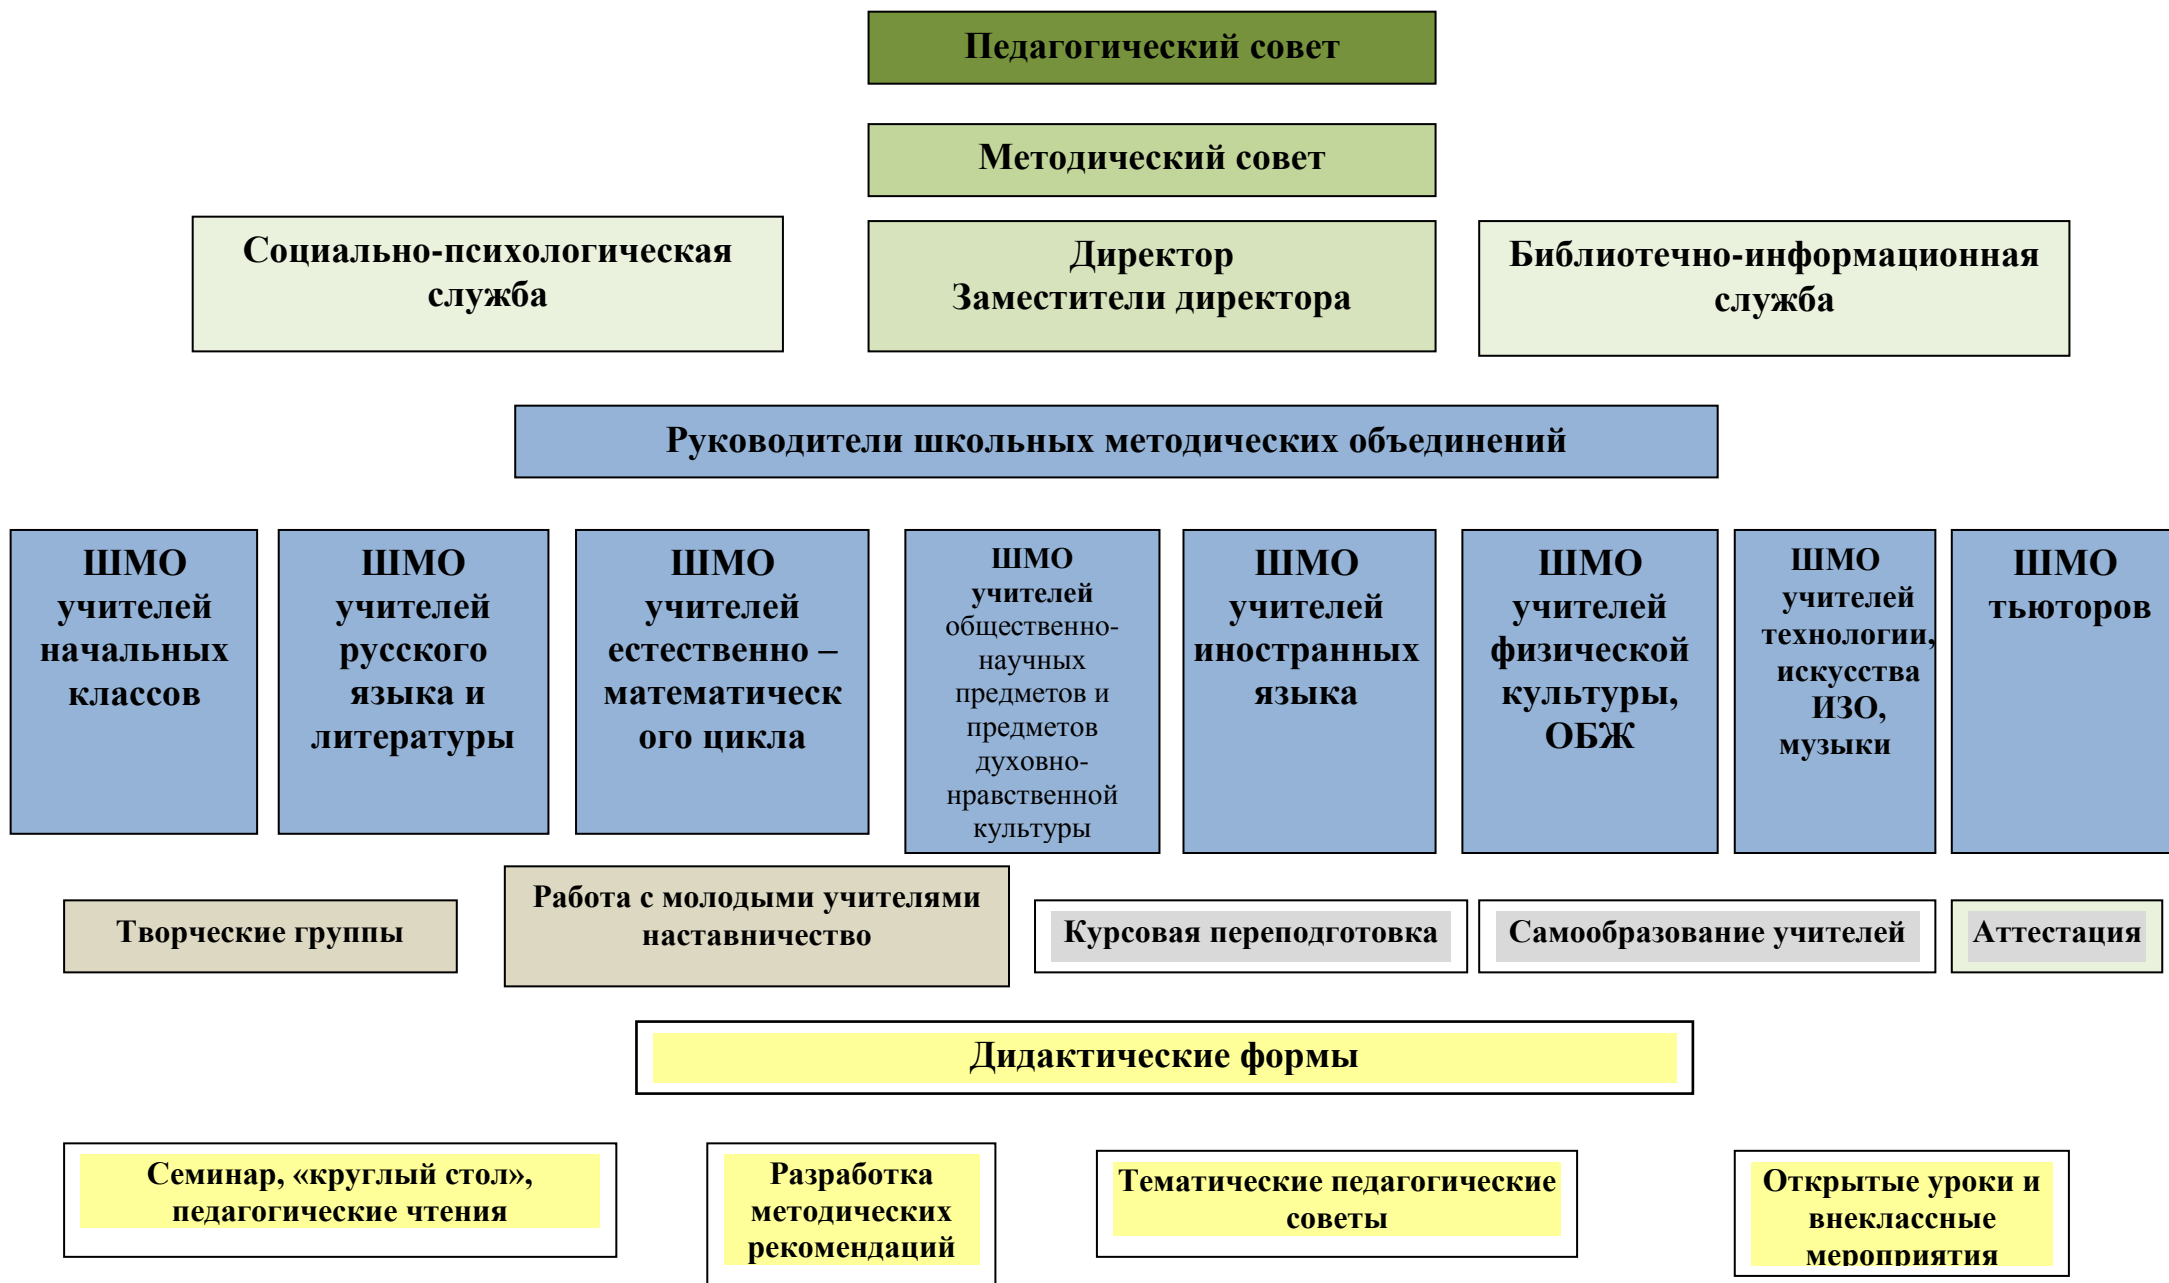 Педагогический совет
Методический совет
Социально-психологическая
служба
Директор
Заместители директора
Библиотечно-информационная
служба
Руководители школьных методических объединений
ШМО
учителей
начальных
классов
ШМО
учителей
русского
языка и
литературы
ШМО
учителей
естественно –
математическ
ого цикла
ШМО
учителей
общественно-
научных
предметов и
предметов
духовно-
нравственной
культуры
ШМО
учителей
иностранных
языка
ШМО
учителей
физической
культуры,
ОБЖ
ШМО
учителей
технологии,
искусства
ИЗО,
музыки
ШМО
тьюторов
Творческие группы
Работа с молодыми учителями
наставничество
Курсовая переподготовка
Самообразование учителей
Аттестация
Дидактические формы
Семинар, «круглый стол»,
педагогические чтения
Разработка
методических
рекомендаций
Тематические педагогические
советы
Открытые уроки и
внеклассные
мероприятия